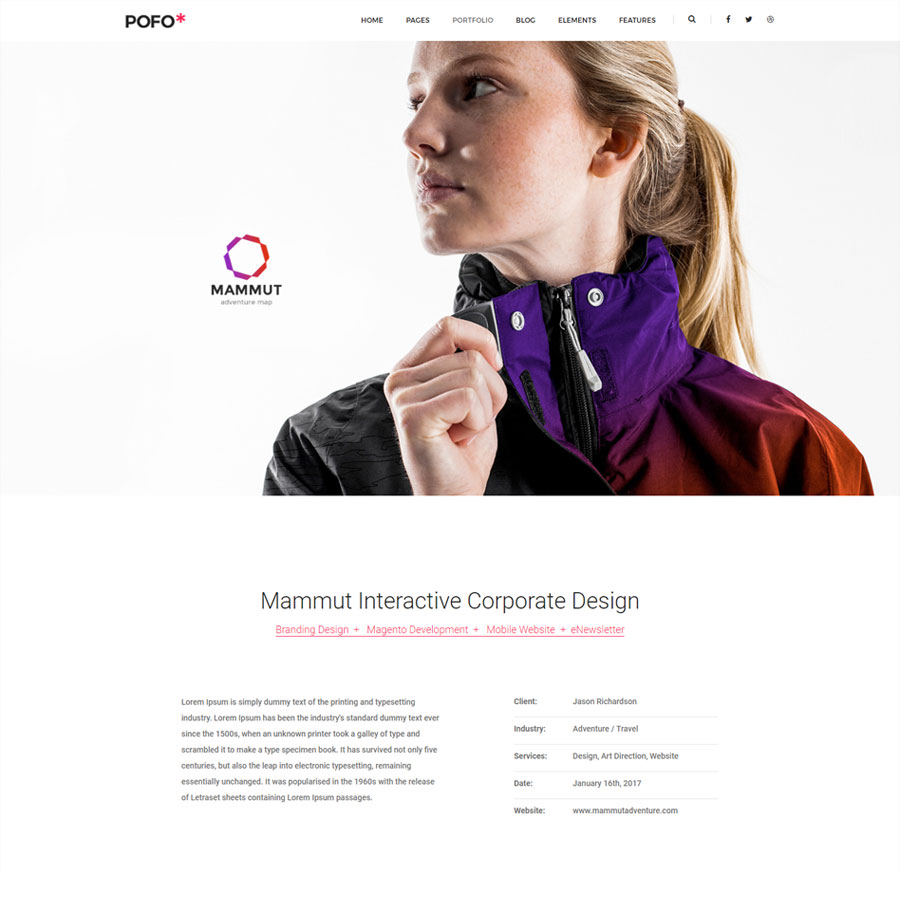 POFO*
HOME PAGES PORTFOLIO BLOG ELEMENTS FEATURES
MAMMUT
adventure map
Mammut Interactive Corporate Design
Branding Design + Magento Development + Mobile Website + eNewsletter
Lorem Ipsum is simply dummy text of the printing and typesetting
industry. Lorem Ipsum has been the industry's standard dummy text ever
since the 1500s, when an unknown printer took a galley of type and
scrambled it to make a type specimen book. It has survived not only five
centuries, but also the leap into electronic typesetting, remaining
essentially unchanged. It was popularised in the 1960s with the release
of Letraset sheets containing Lorem Ipsum passages.
Client: Jason Richardson
Industry: Adventure / Travel
Services: Design, Art Direction, Website
Date: January 16th, 2017
Website: www.mammutadventure.com